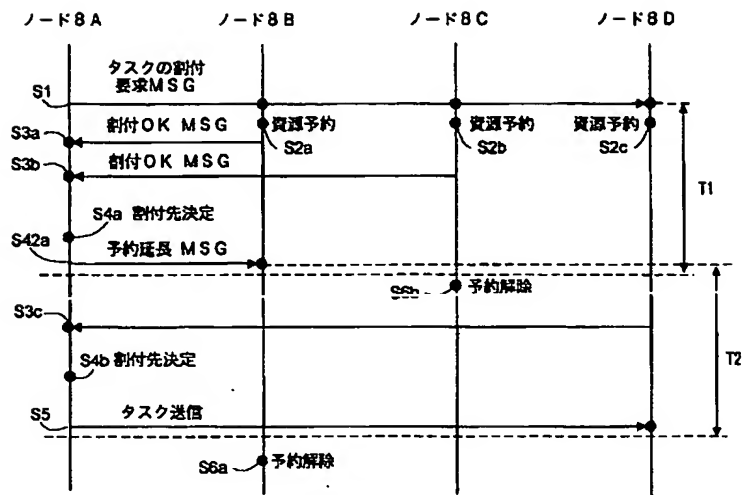 ノード8A
ノード8B
ノード8C
ノード8D
タスクの割付
要求MSG
S1
割付OK MSG
資源予約
資源予約
資源予約
S3a
S2a
S2b
S2c
割付OK MSG
S3b
T1
S4a 割付先決定
S42a
予約延長 MSG
予約解除
S3c
T2
S4b 割付先決定
S5
タスク送信
予約解除
S6a